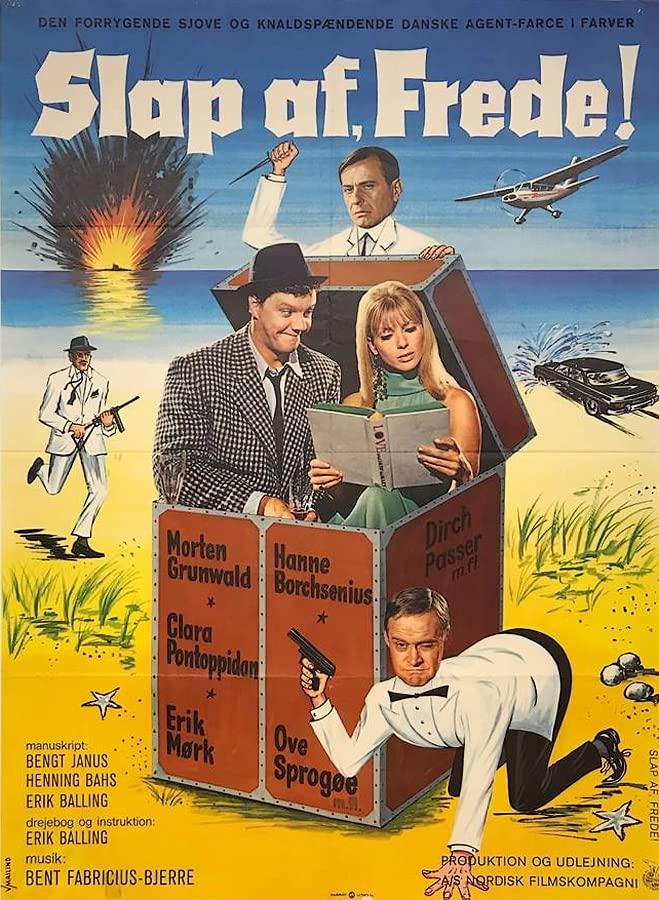 DEN FORRYGENDE SJOVE OG KNALDSPÆNDENDE DANSKE AGENT-FARCE I FARVER
Slap af, Frede!
LOVE
Morten
Grunwald
★
Clara
Pontoppidan
★
Erik
Mørk
Hanne
Borchsenius
★
Ove
Sprogøe
m.fl.
Dirch
Passer
m.fl
manuskript:
BENGT JANUS
HENNING BAHS
ERIK BALLING
drejebog og instruktion:
ERIK BALLING
musik:
BENT FABRICIUS-BJERRE
PRODUKTION OG UDLEJNING:
A/S NORDISK FILMSKOMPAGNI
SLAP AF, FREDE!